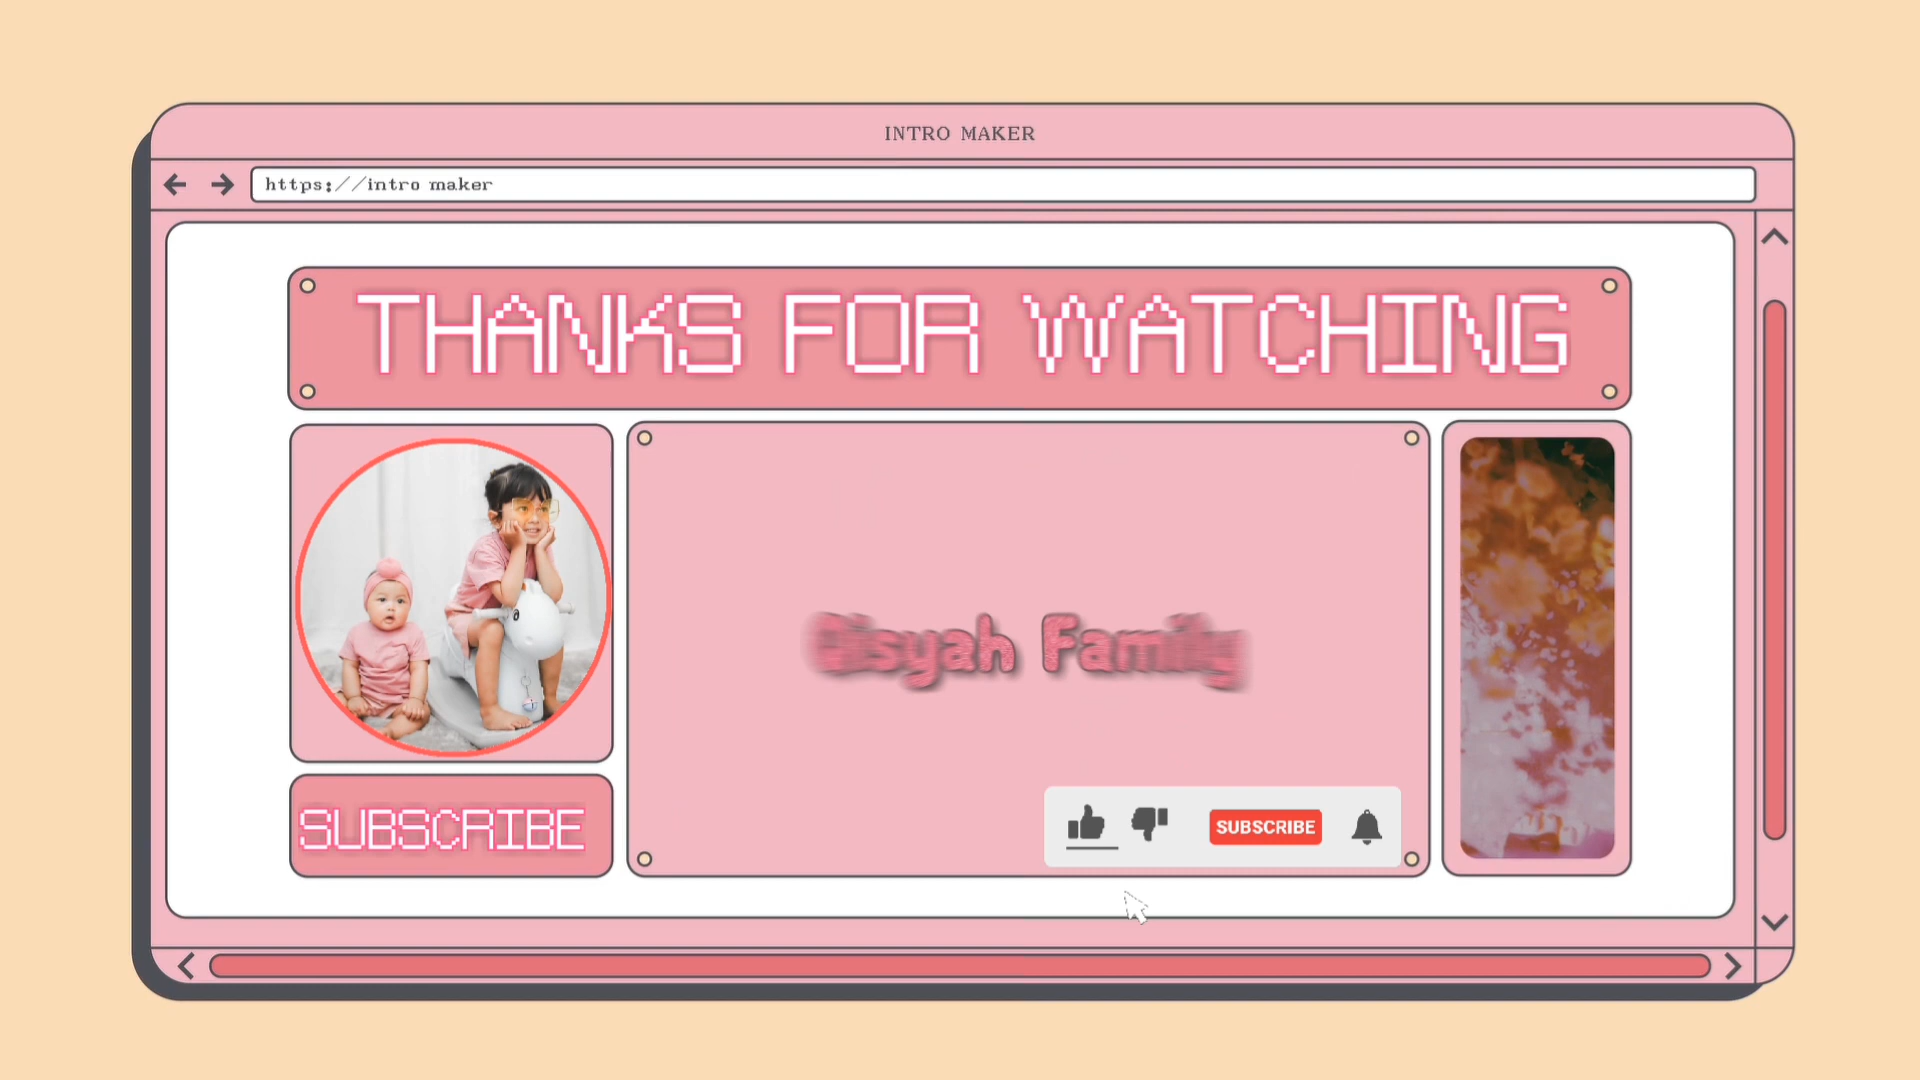 INTRO MAKER
https://intro maker
THANKS FOR WATCHING
Family
SUBSCRIBE
SUBSCRIBE